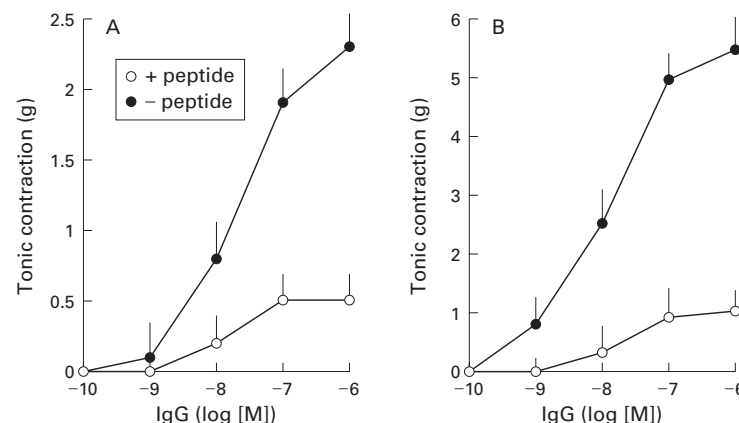 A
2.5
2
1.5
1
0.5
0
Tonic contraction (g)
+ peptide
– peptide
–10 –9 –8 –7 –6
IgG (log [M])
B
6
5
4
3
2
1
0
Tonic contraction (g)
–10 –9 –8 –7 –6
IgG (log [M])